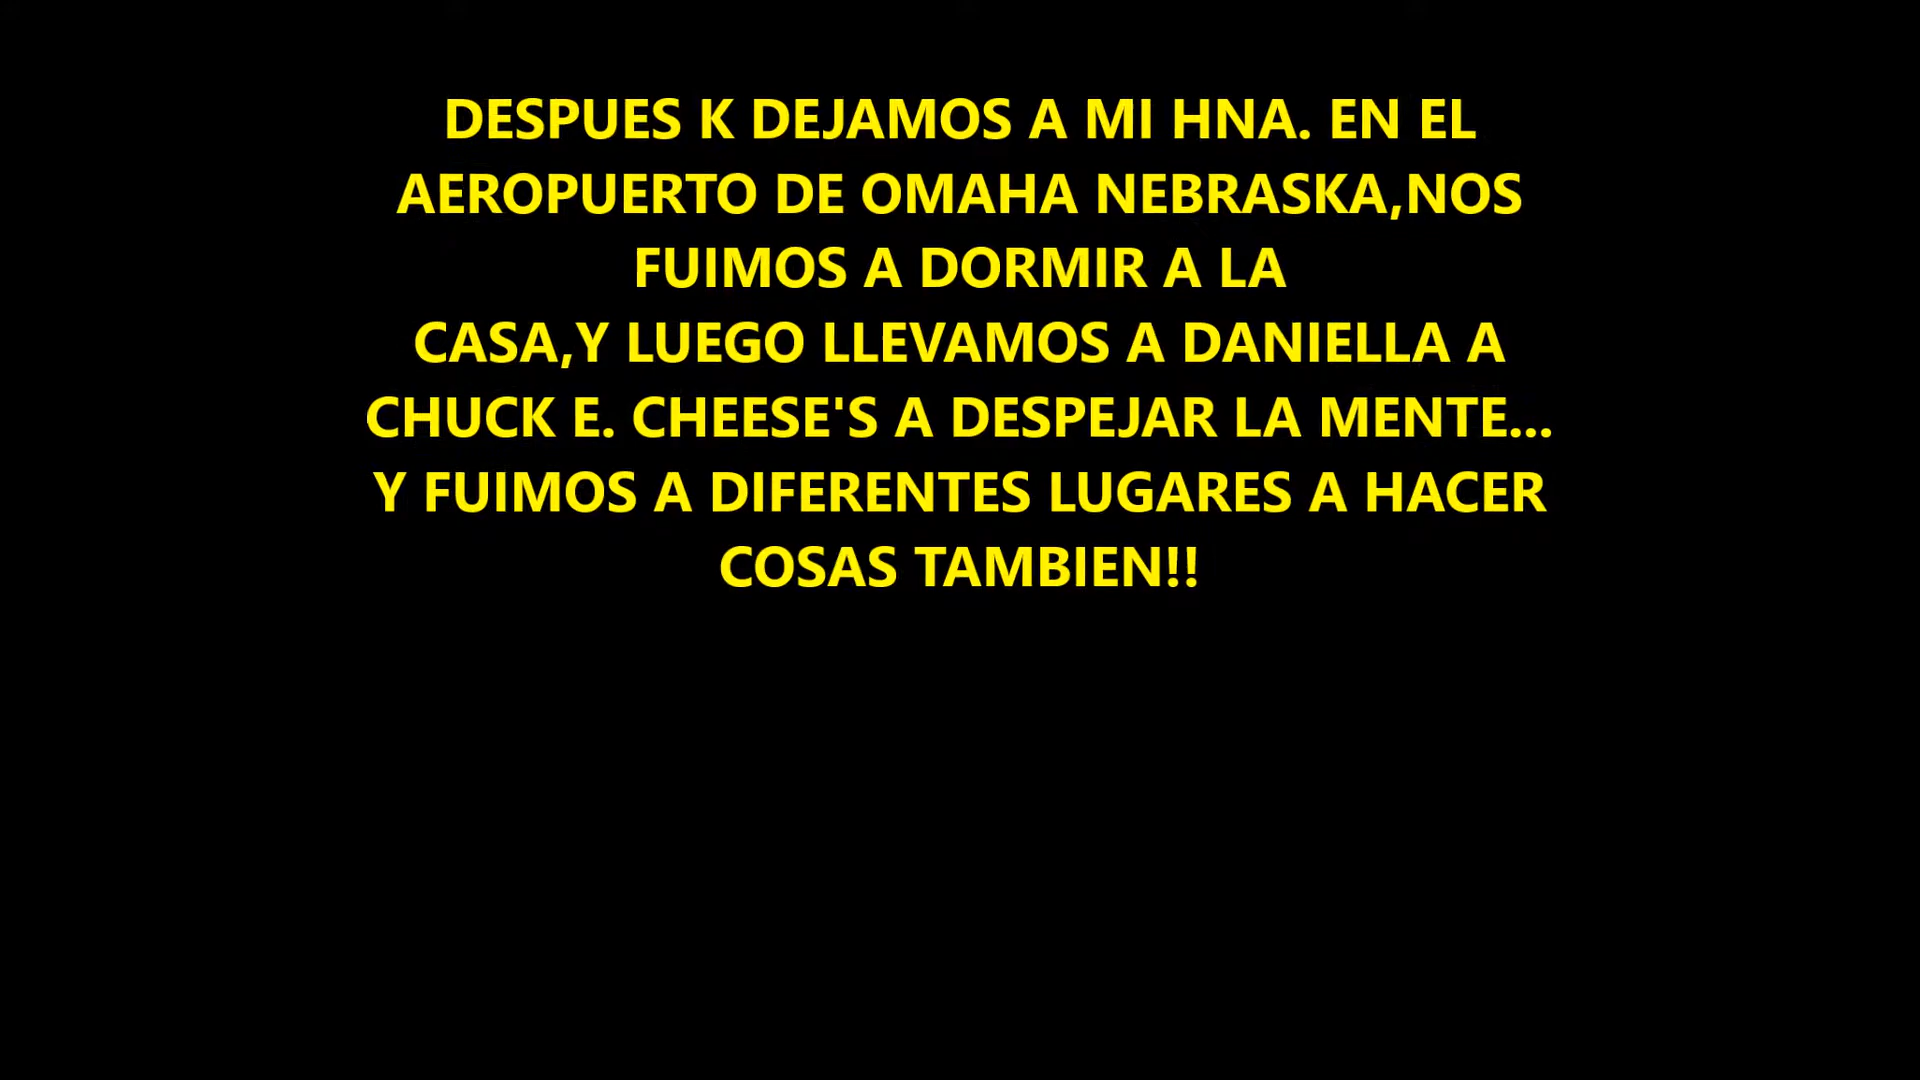 DESPUES K DEJAMOS A MI HNA. EN EL
AEROPUERTO DE OMAHA NEBRASKA,NOS
FUIMOS A DORMIR A LA
CASA,Y LUEGO LLEVAMOS A DANIELLA A
CHUCK E. CHEESE'S A DESPEJAR LA MENTE...
Y FUIMOS A DIFERENTES LUGARES A HACER
COSAS TAMBIEN!!